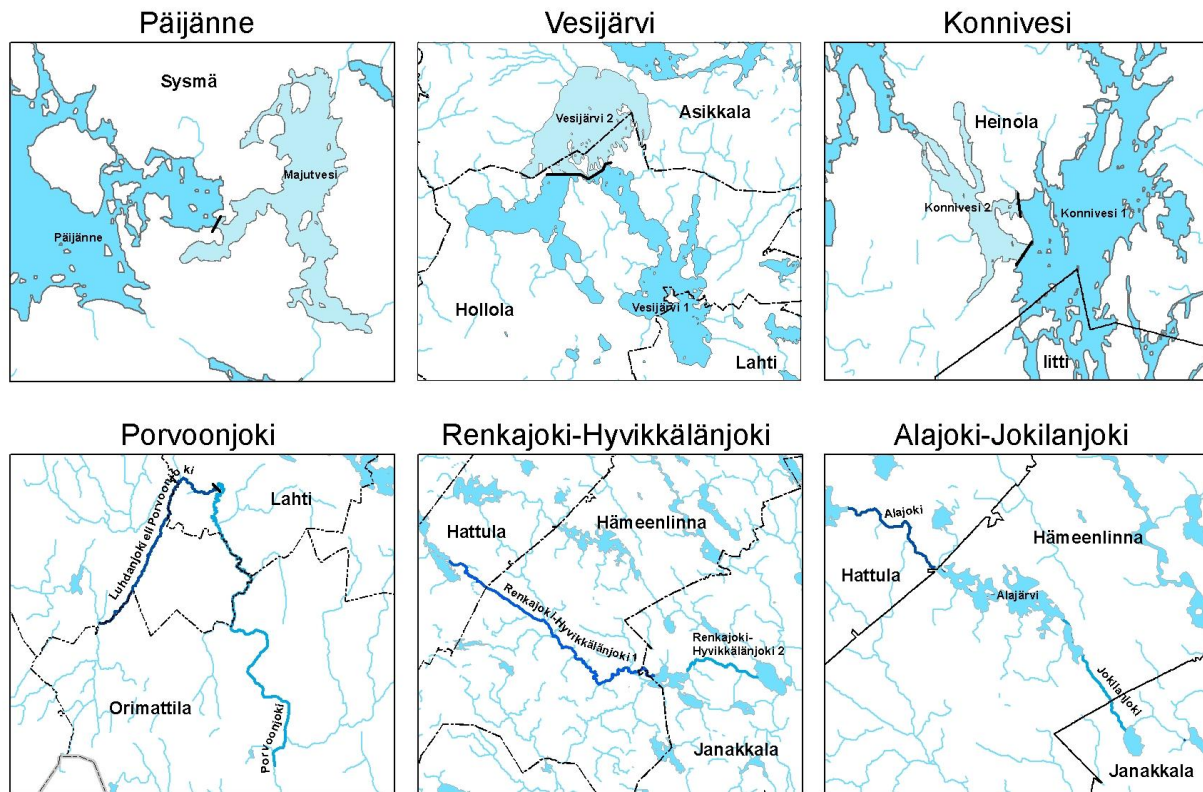 Päijänne
Sysmä
Majutvesi
Päijänne
Vesijärvi
Vesijärvi 2
Asikkala
Hollola
Vesijärvi 1
Lahti
Konnivesi
Heinola
Konnivesi 2
Konnivesi 1
Iitti
Porvoonjoki
Luhdanjoki eli Porvoonjoki
Lahti
Orimattila
Porvoonjoki
Renkajoki-Hyvikkälänjoki
Hattula
Hämeenlinna
Renkajoki-Hyvikkälänjoki 1
Renkajoki-
Hyvikkälänjoki 2
Janakkala
Alajoki-Jokilanjoki
Alajoki
Hämeenlinna
Hattula
Alajärvi
Jokilanjoki
Janakkala